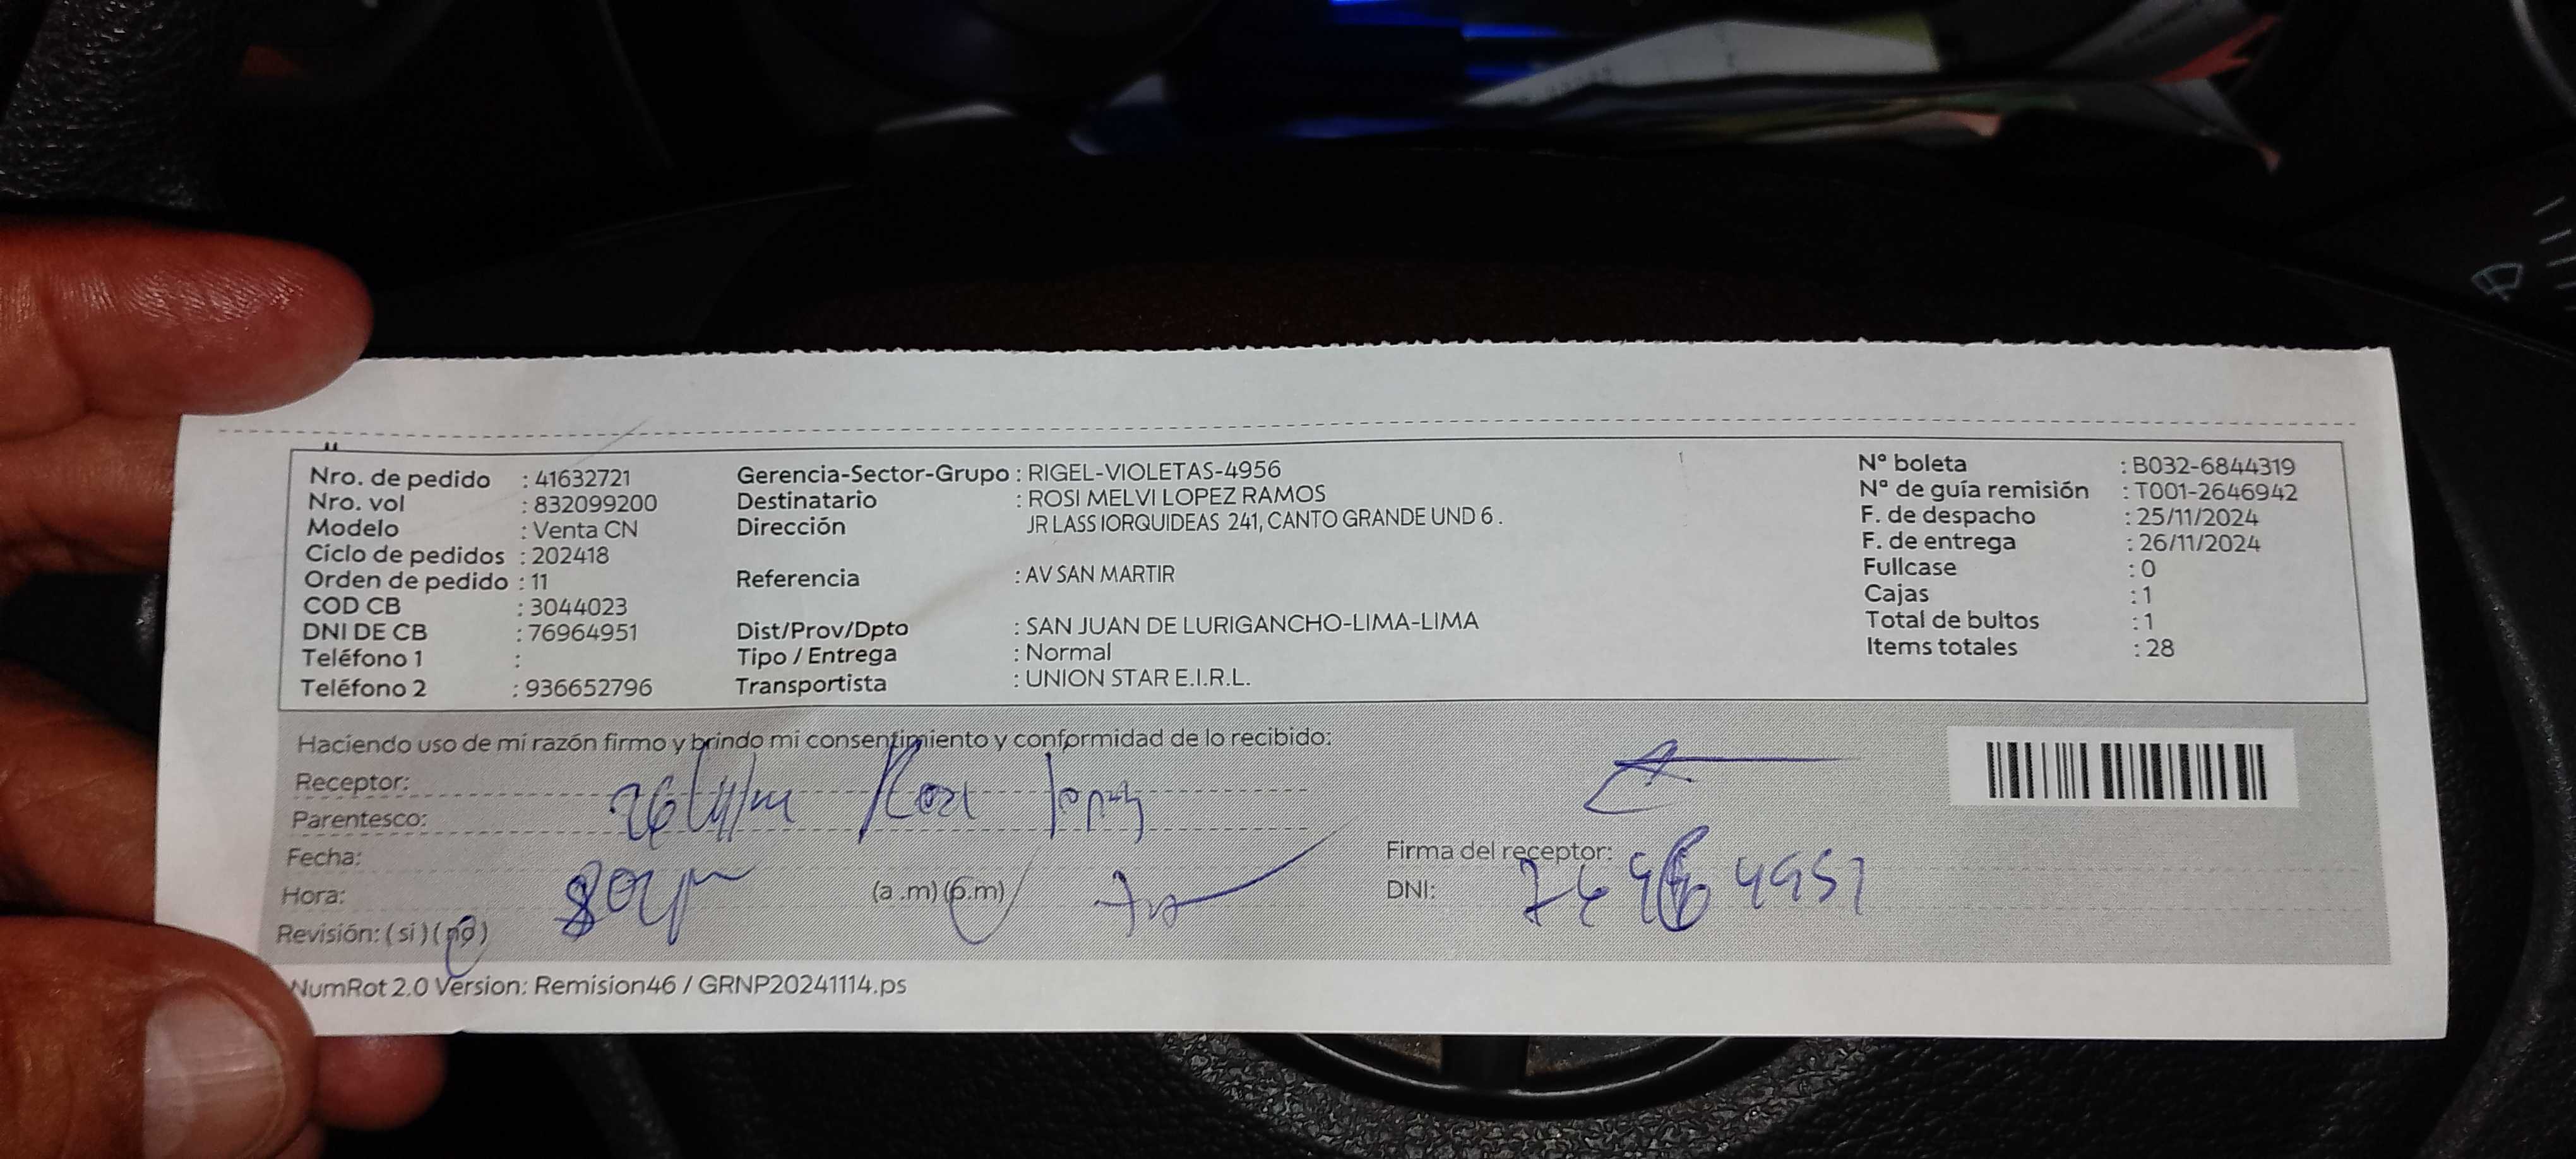 Nro. de pedido : 41632721 Gerencia-Sector-Grupo : RIGEL-VIOLETAS-4956 N° boleta : B032-6844319
Nro. vol : 832099200 Destinatario : ROSI MELVI LOPEZ RAMOS N° de guía remisión : T001-2646942
Modelo : Venta CN Dirección JR LASS IORQUIDEAS 241, CANTO GRANDE UND 6 . F. de despacho : 25/11/2024
Ciclo de pedidos : 202418 F. de entrega : 26/11/2024
Orden de pedido : 11 Referencia : AV SAN MARTIR Fullcase : 0
COD CB : 3044023 Cajas : 1
DNI DE CB : 76964951 Dist/Prov/Dpto : SAN JUAN DE LURIGANCHO-LIMA-LIMA Total de bultos : 1
Teléfono 1 : Tipo / Entrega : Normal Items totales : 28
Teléfono 2 : 936652796 Transportista : UNION STAR E.I.R.L.
Haciendo uso de mi razón firmo y brindo mi consentimiento y conformidad de lo recibido:
Receptor: Rosi Lopez
Parentesco:
Fecha: Firma del receptor:
Hora: (a .m) (p.m) DNI: 76964951
Revisión: ( si ) ( no )
NumRot 2.0 Version: Remision46 / GRNP20241114.ps